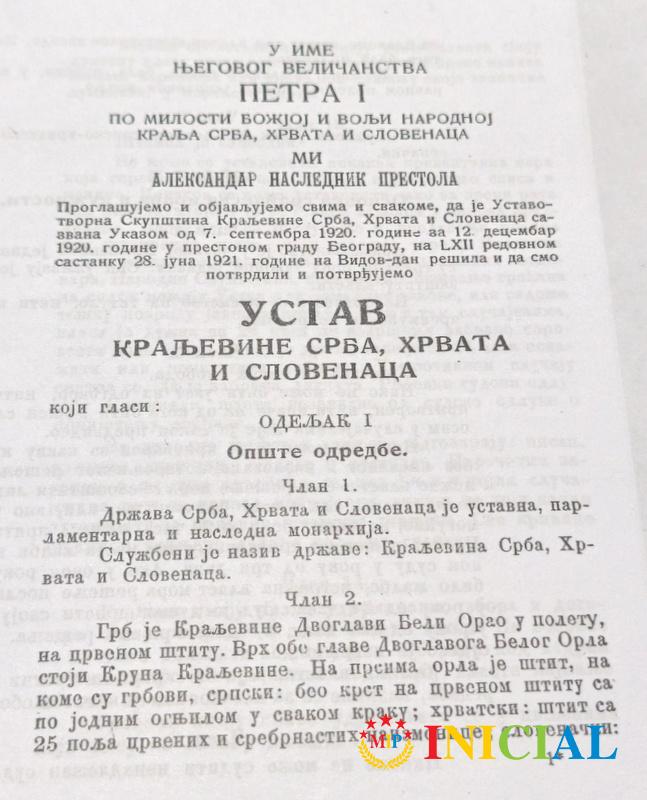 У ИМЕ
ЊЕГОВОГ ВЕЛИЧАНСТВА
ПЕТРА I
ПО МИЛОСТИ БОЖЈОЈ И ВОЉИ НАРОДНОЈ
КРАЉА СРБА, ХРВАТА И СЛОВЕНАЦА
МИ
АЛЕКСАНДАР НАСЛЕДНИК ПРЕСТОЛА
Проглашујемо и објављујемо свима и свакоме, да је Уставо-
творна Скупштина Краљевине Срба, Хрвата и Словенаца са-
звана Указом од 7. септембра 1920. године за 12. децембар
1920. године у престоном граду Београду, на LXII редовном
састанку 28. јуна 1921. године на Видов-дан решила и да смо
потврдили и потврђујемо
УСТАВ
КРАЉЕВИНЕ СРБА, ХРВАТА
И СЛОВЕНАЦА
који гласи:
ОДЕЉАК I
Опште одредбе.
Члан 1.
Држава Срба, Хрвата и Словенаца је уставна, пар-
ламентарна и наследна монархија.
Службени је назив државе: Краљевина Срба, Хр-
вата и Словенаца.
Члан 2.
Грб је Краљевине Двоглави Бели Орао у полету,
на црвеном штиту. Врх обе главе Двоглавога Белог Орла
стоји Круна Краљевине. На прсима орла је штит, на
коме су грбови, српски: бео крст на црвеном штиту са
по једним огњилом у сваком краку; хрватски: штит са
25 поља црвених и сребрнастих наизменице, словеначки:
1*
MP INICIAL